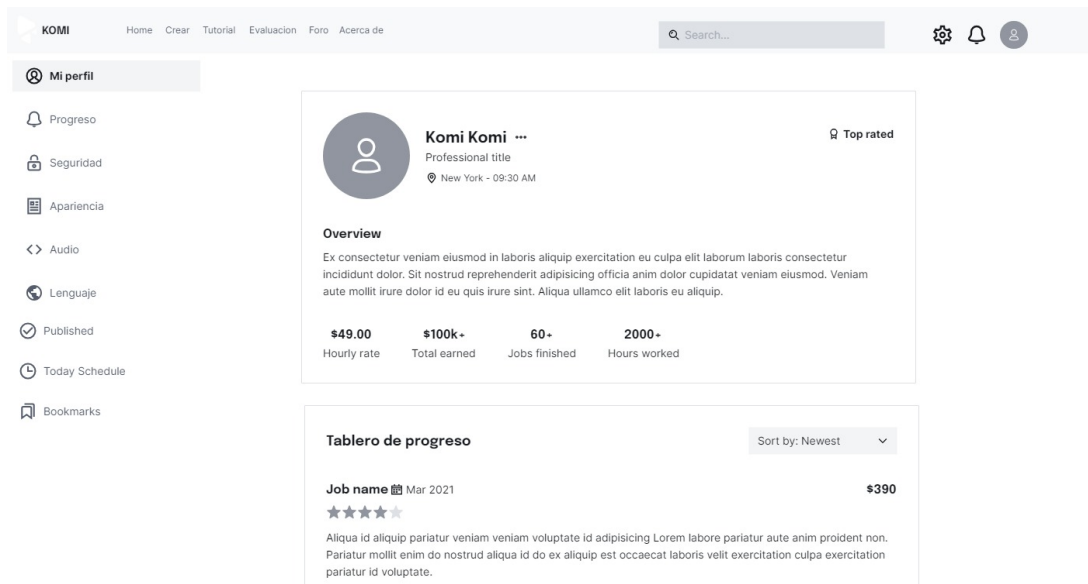 KOMI
Home Crear Tutorial Evaluacion Foro Acerca de
Search...
Mi perfil
Progreso
Seguridad
Apariencia
Audio
Lenguaje
Published
Today Schedule
Bookmarks
Komi Komi ...
Professional title
New York - 09:30 AM
Top rated
Overview
Ex consectetur veniam eiusmod in laboris aliquip exercitation eu culpa elit laborum laboris consectetur
incididunt dolor. Sit nostrud reprehenderit adipisicing officia anim dolor cupidatat veniam eiusmod. Veniam
aute mollit irure dolor id eu quis irure sint. Aliqua ullamco elit laboris eu aliquip.
$49.00 $100k+ 60+ 2000+
Hourly rate Total earned Jobs finished Hours worked
Tablero de progreso
Sort by: Newest
Job name Mar 2021
$390
Aliqua id aliquip pariatur veniam veniam voluptate id adipisicing Lorem labore pariatur aute anim proident non.
Pariatur mollit enim do nostrud aliqua id do ex aliquip est occaecat laboris velit exercitation culpa exercitation
pariatur id voluptate.